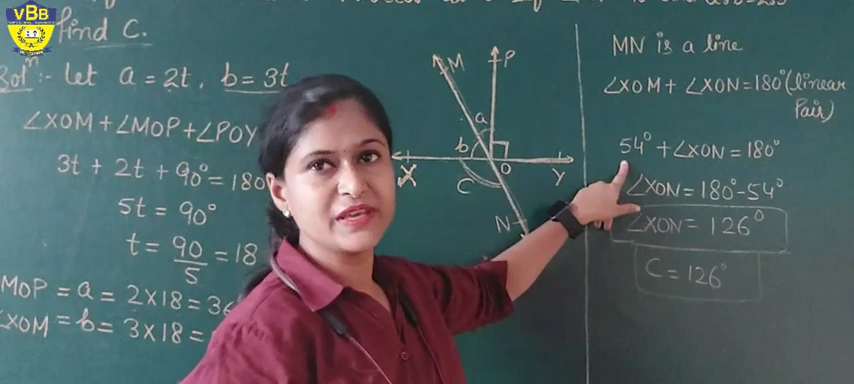 VBB
find C.
Solⁿ :- let a = 2t, b = 3t
∠XOM + ∠MOP + ∠POY
3t + 2t + 90° = 180
5t = 90°
t = 90/5 = 18
MOP = a = 2×18 = 36
∠XOM = b = 3×18 =
M
P
a
b
X
O
Y
C
N
MN is a line
∠XOM + ∠XON = 180° (linear
Pair)
54° + ∠XON = 180°
∠XON = 180° - 54°
∠XON = 126°
C = 126°